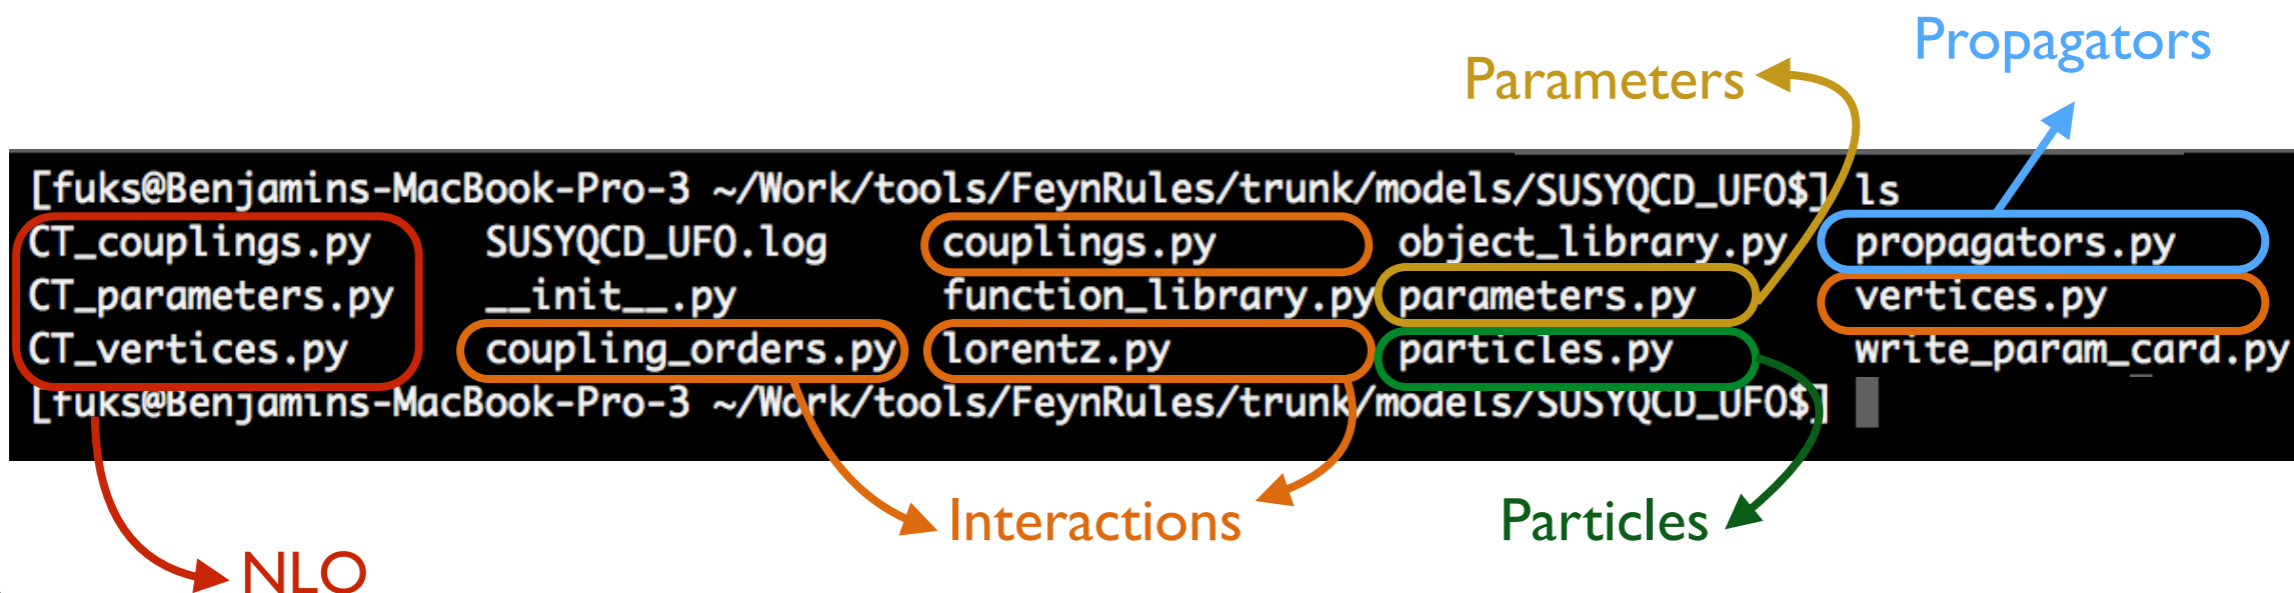 Propagators
Parameters
[fuks@Benjamins-MacBook-Pro-3 ~/Work/tools/FeynRules/trunk/models/SUSYQCD_UFO$] ls
CT_couplings.py SUSYQCD_UFO.log couplings.py object_library.py propagators.py
CT_parameters.py __init__.py function_library.py parameters.py vertices.py
CT_vertices.py coupling_orders.py lorentz.py particles.py write_param_card.py
[fuks@Benjamins-MacBook-Pro-3 ~/Work/tools/FeynRules/trunk/models/SUSYQCD_UFO$]
Interactions Particles
NLO